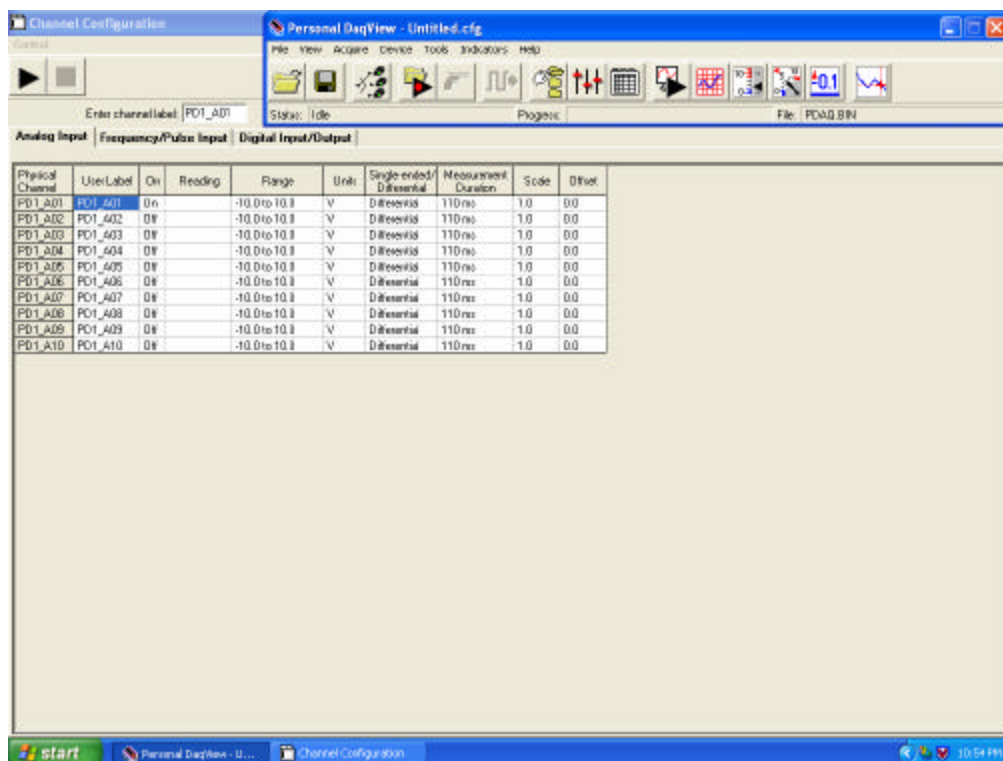 Channel Configuration
Control
Personal DaqView - Untitled.cfg
File View Acquire Device Tools Indicators Help
Enter channel label: PD1_A01
Status: Idle
Progress:
File: PDAQ.BIN
Analog Input Frequency/Pulse Input Digital Input/Output
Physical Channel User Label On Reading Range Units Single-ended/ Differential Measurement Duration Scale Offset
PD1_A01 PD1_A01 On -10.0 to 10.0 V Differential 110 ms 1.0 0.0
PD1_A02 PD1_A02 Off -10.0 to 10.0 V Differential 110 ms 1.0 0.0
PD1_A03 PD1_A03 Off -10.0 to 10.0 V Differential 110 ms 1.0 0.0
PD1_A04 PD1_A04 Off -10.0 to 10.0 V Differential 110 ms 1.0 0.0
PD1_A05 PD1_A05 Off -10.0 to 10.0 V Differential 110 ms 1.0 0.0
PD1_A06 PD1_A06 Off -10.0 to 10.0 V Differential 110 ms 1.0 0.0
PD1_A07 PD1_A07 Off -10.0 to 10.0 V Differential 110 ms 1.0 0.0
PD1_A08 PD1_A08 Off -10.0 to 10.0 V Differential 110 ms 1.0 0.0
PD1_A09 PD1_A09 Off -10.0 to 10.0 V Differential 110 ms 1.0 0.0
PD1_A10 PD1_A10 Off -10.0 to 10.0 V Differential 110 ms 1.0 0.0
start Personal DaqView - U... Channel Configuration 10:54 PM